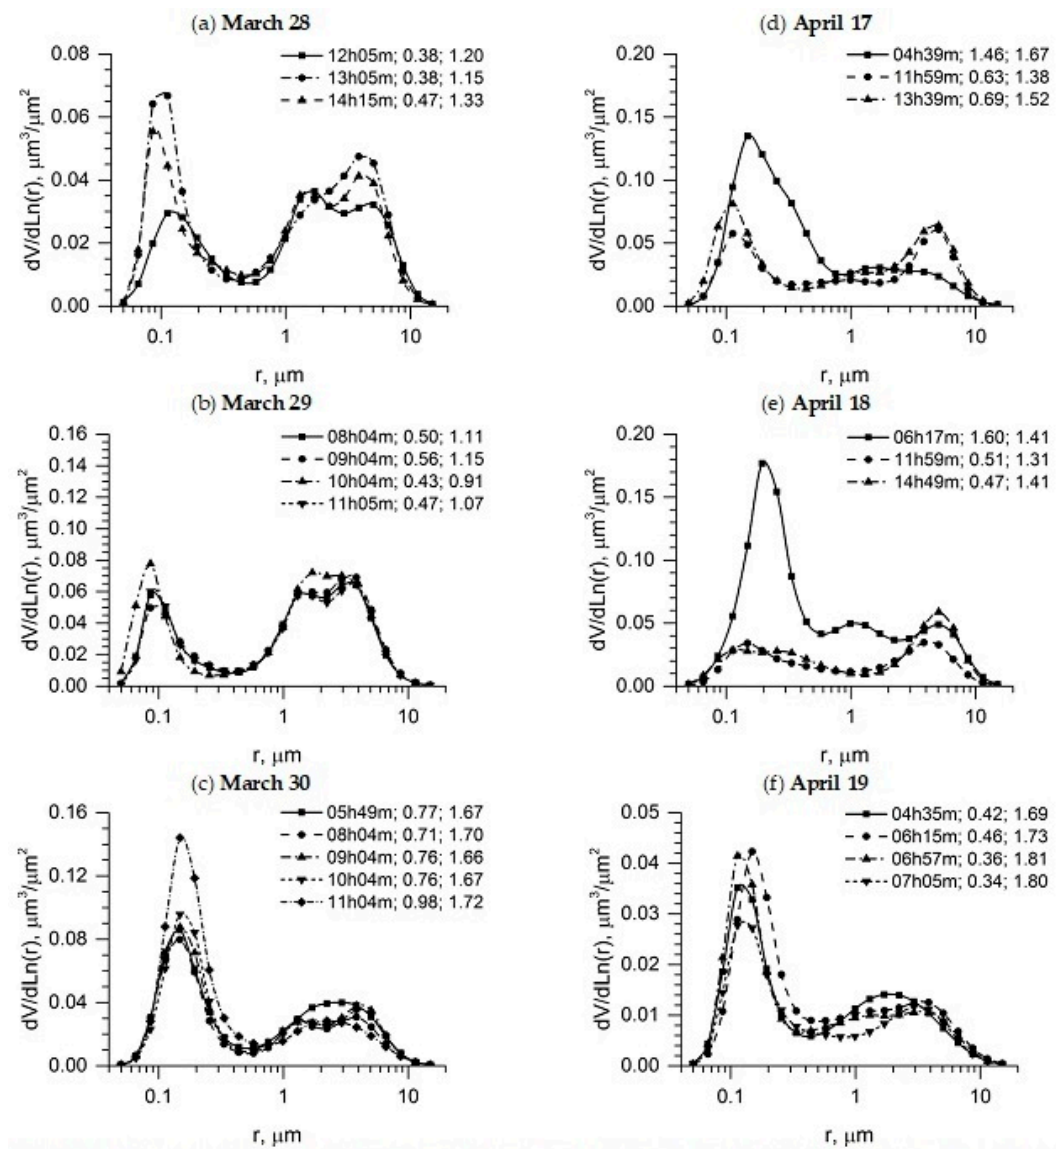 (a) March 28
12h05m; 0.38; 1.20
13h05m; 0.38; 1.15
14h15m; 0.47; 1.33
dV/dLn(r), μm³/μm²
0.08
0.06
0.04
0.02
0.00
0.1 1 10
r, μm
(d) April 17
04h39m; 1.46; 1.67
11h59m; 0.63; 1.38
13h39m; 0.69; 1.52
dV/dLn(r), μm³/μm²
0.20
0.15
0.10
0.05
0.00
0.1 1 10
r, μm
(b) March 29
08h04m; 0.50; 1.11
09h04m; 0.56; 1.15
10h04m; 0.43; 0.91
11h05m; 0.47; 1.07
dV/dLn(r), μm³/μm²
0.16
0.14
0.12
0.10
0.08
0.06
0.04
0.02
0.00
0.1 1 10
r, μm
(e) April 18
06h17m; 1.60; 1.41
11h59m; 0.51; 1.31
14h49m; 0.47; 1.41
dV/dLn(r), μm³/μm²
0.20
0.15
0.10
0.05
0.00
0.1 1 10
r, μm
(c) March 30
05h49m; 0.77; 1.67
08h04m; 0.71; 1.70
09h04m; 0.76; 1.66
10h04m; 0.76; 1.67
11h04m; 0.98; 1.72
dV/dLn(r), μm³/μm²
0.16
0.12
0.08
0.04
0.00
0.1 1 10
r, μm
(f) April 19
04h35m; 0.42; 1.69
06h15m; 0.46; 1.73
06h57m; 0.36; 1.81
07h05m; 0.34; 1.80
dV/dLn(r), μm³/μm²
0.05
0.04
0.03
0.02
0.01
0.00
0.1 1 10
r, μm